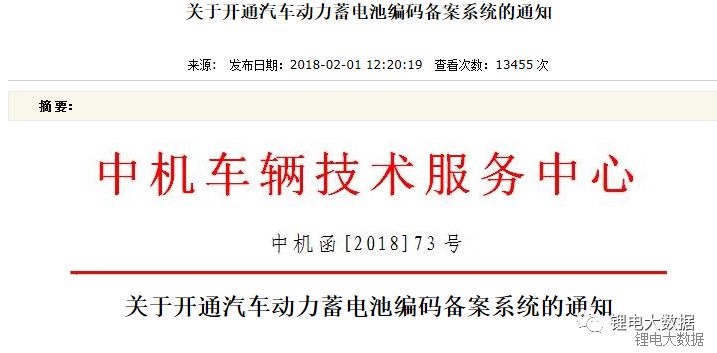 关于开通汽车动力蓄电池编码备案系统的通知
来源： 发布日期：2018-02-01 12:20:19 查看次数：13455 次
摘要：
中机车辆技术服务中心
中机函[2018]73号
关于开通汽车动力蓄电池编码备案系统的通知
锂电大数据
锂电大数据